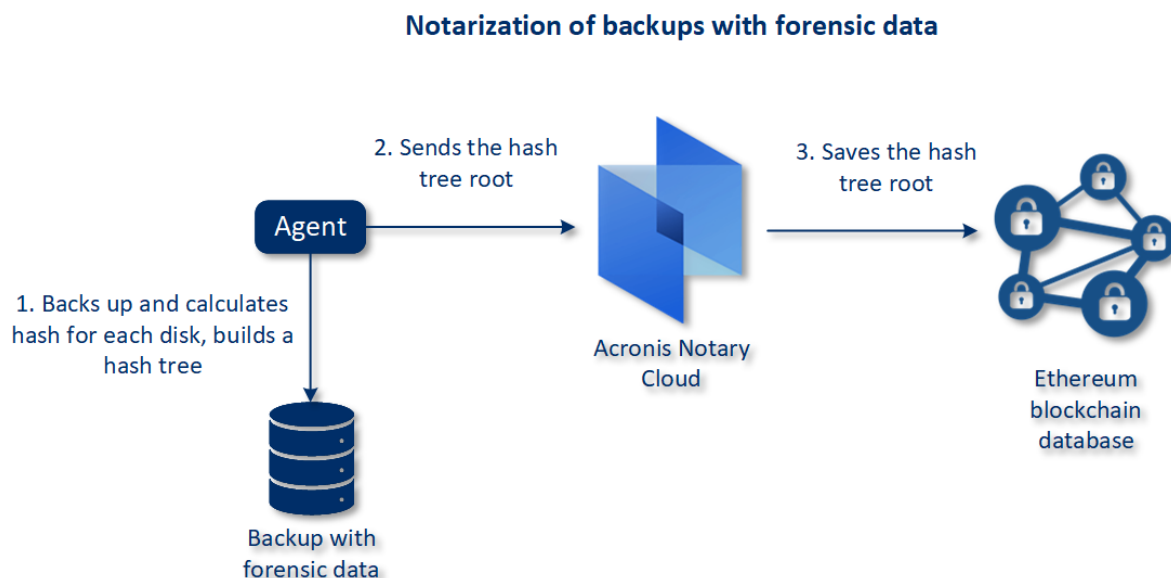 Notarization of backups with forensic data
2. Sends the hash
tree root
3. Saves the hash
tree root
Agent
1. Backs up and calculates
hash for each disk, builds a
hash tree
Acronis Notary
Cloud
Ethereum
blockchain
database
Backup with
forensic data